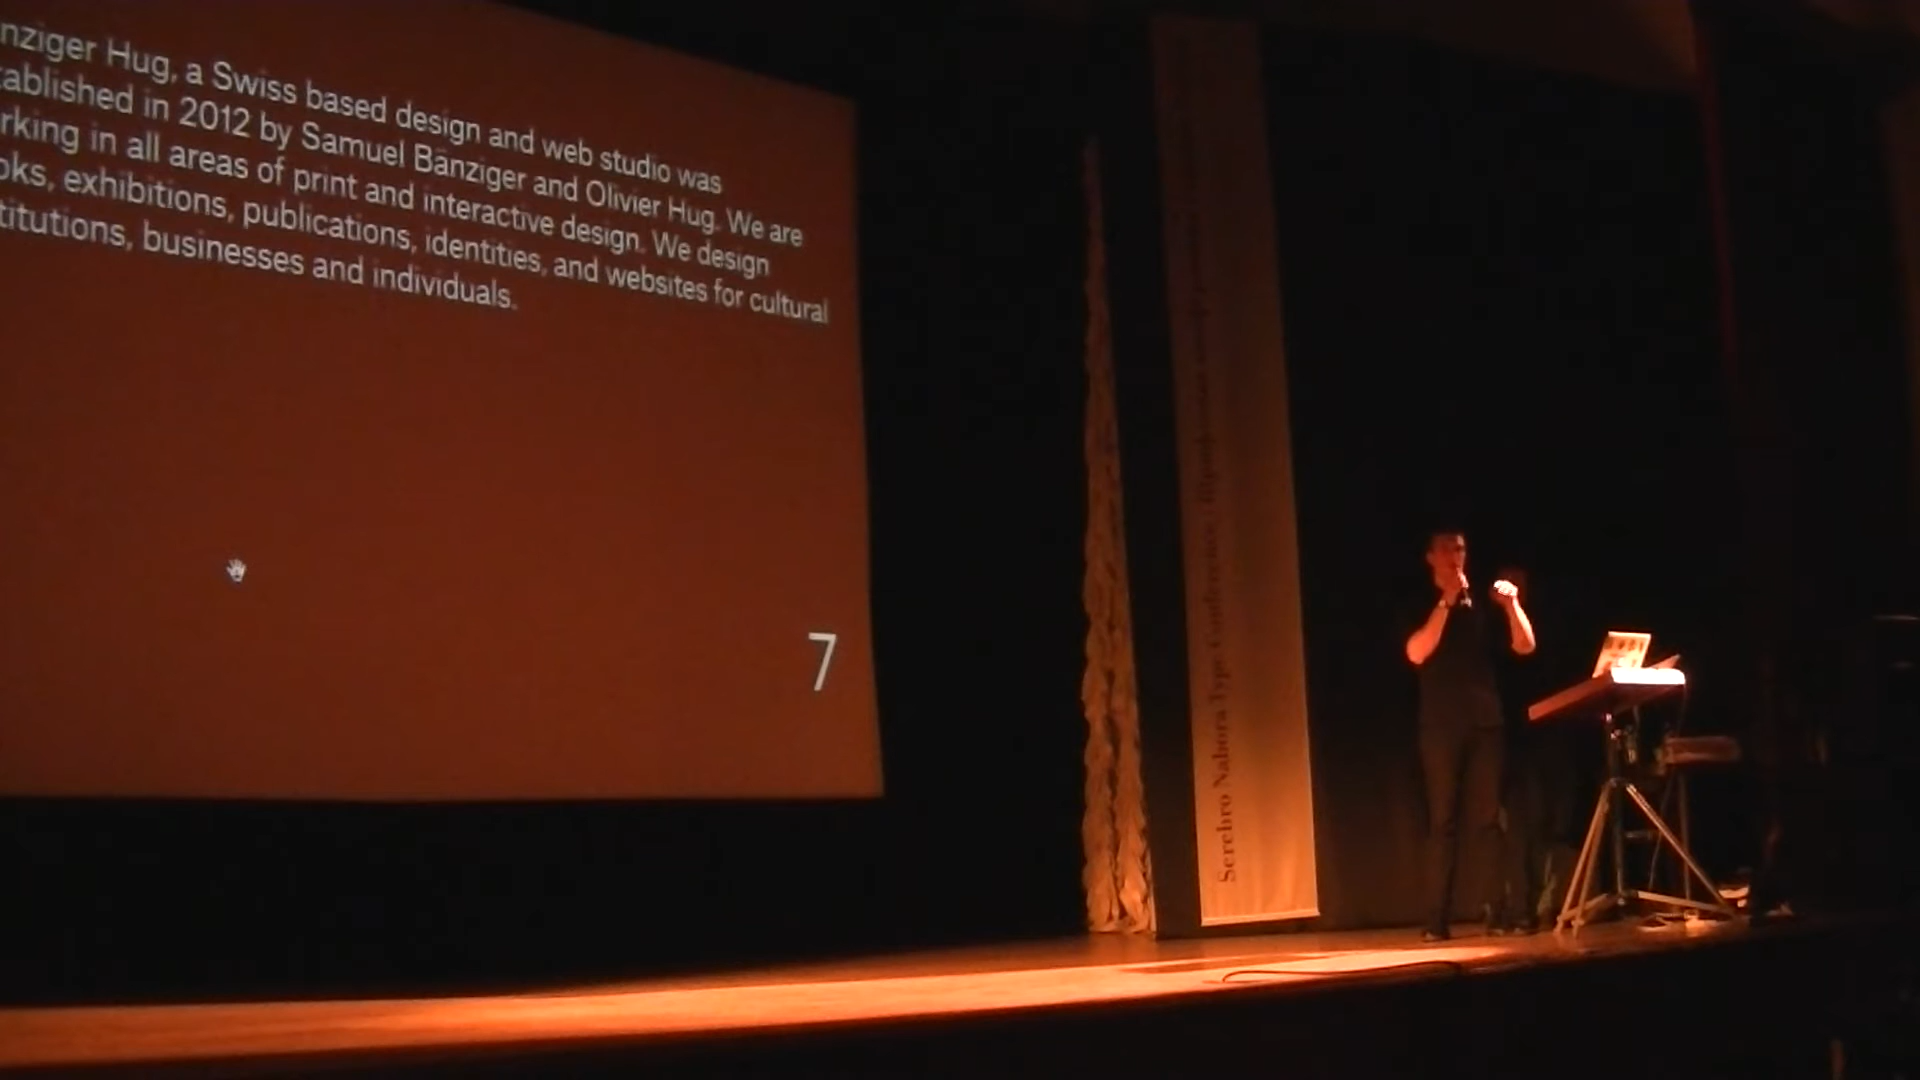 nziger Hug, a Swiss based design and web studio was
tablished in 2012 by Samuel Bänziger and Olivier Hug. We are
rking in all areas of print and interactive design. We design
oks, exhibitions, publications, identities, and websites for cultural
titutions, businesses and individuals.
7
Serebro Nabora Type Conference